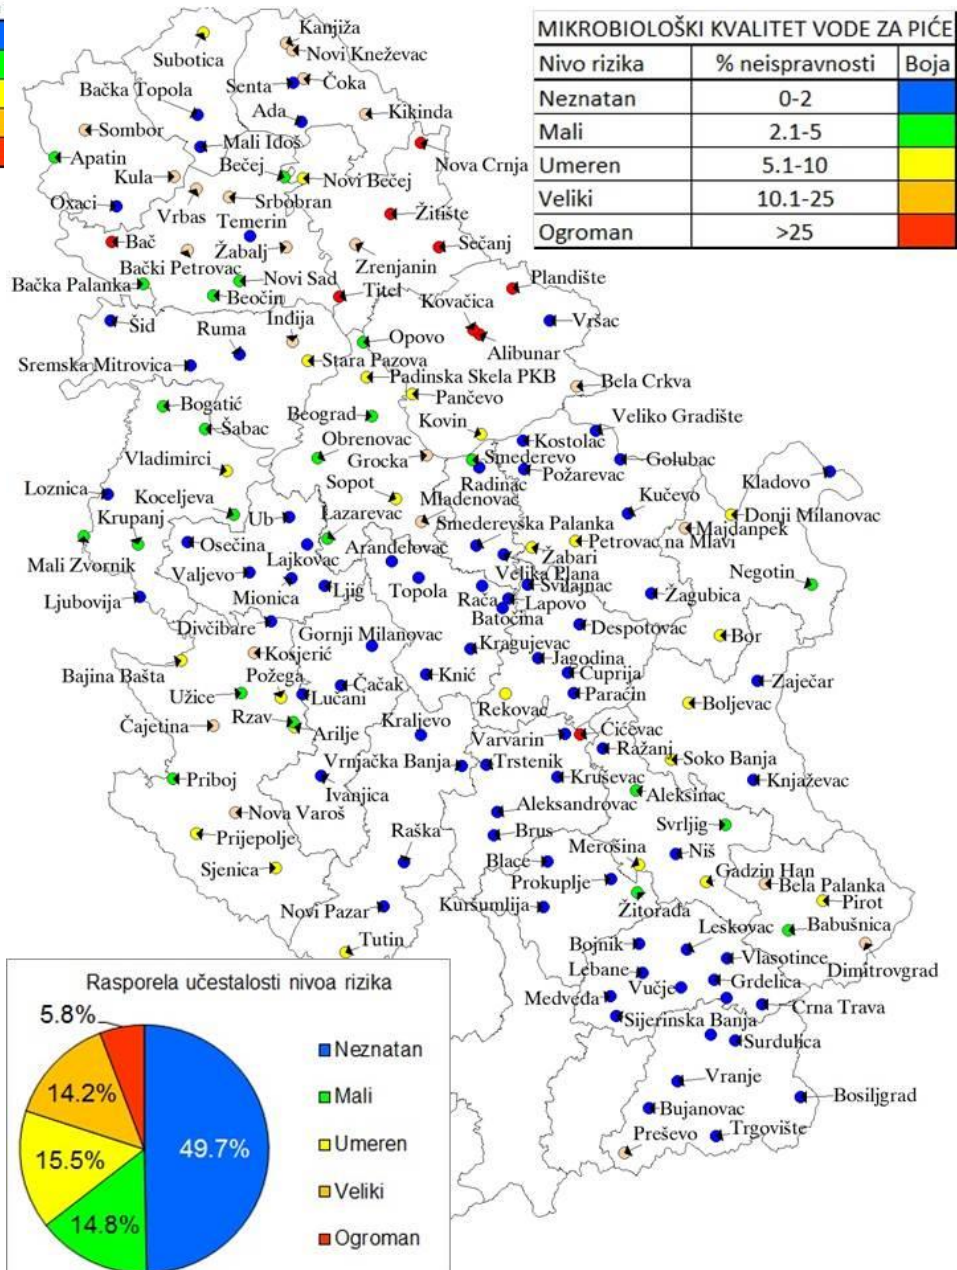 MIKROBIOLOŠKI KVALITET VODE ZA PIĆE
Nivo rizika % neispravnosti Boja
Neznatan 0-2
Mali 2.1-5
Umeren 5.1-10
Veliki 10.1-25
Ogroman >25
Kanjiža
Subotica
Novi Kneževac
Senta
Čoka
Bačka Topola
Ada
Kikinda
Sombor
Mali Iđoš
Nova Crnja
Apatin
Bečej
Kula
Novi Bečej
Oxaci
Vrbas
Srbobran
Žitište
Temerin
Bač
Žabalj
Zrenjanin
Sečanj
Bački Petrovac
Bačka Palanka
Novi Sad
Beočin
Titel
Plandište
Kovačica
Šid
Ruma
Inđija
Opovo
Vršac
Alibunar
Sremska Mitrovica
Stara Pazova
Padinska Skela PKB
Bela Crkva
Pančevo
Bogatić
Beograd
Kovin
Veliko Gradište
Šabac
Obrenovac
Kostolac
Grocka
Smederevo
Golubac
Vladimirci
Radinac
Požarevac
Kladovo
Sopot
Loznica
Koceljeva
Mladenovac
Kučevo
Donji Milanovac
Krupanj
Ub
Lazarevac
Smederevska Palanka
Majdanpek
Osečina
Lajkovac
Aranđelovac
Petrovac na Mlavi
Žabari
Mali Zvornik
Valjevo
Velika Plana
Negotin
Mionica
Ljig
Topola
Rača
Svilajnac
Ljubovija
Lapovo
Žagubica
Batočina
Divčibare
Despotovac
Gornji Milanovac
Bor
Kosjerić
Kragujevac
Jagodina
Bajina Bašta
Požega
Knić
Ćuprija
Zaječar
Užice
Lučani
Čačak
Paraćin
Rekovac
Boljevac
Čajetina
Rzav
Arilje
Kraljevo
Varvarin
Ćićevac
Ražanj
Vrnjačka Banja
Trstenik
Soko Banja
Priboj
Ivanjica
Kruševac
Knjaževac
Aleksinac
Nova Varoš
Aleksandrovac
Svrljig
Prijepolje
Raška
Brus
Merošina
Niš
Sjenica
Blace
Gadzin Han
Prokuplje
Bela Palanka
Kuršumlija
Pirot
Novi Pazar
Žitorađa
Babušnica
Tutin
Leskovac
Bojnik
Vlasotince
Dimitrovgrad
Lebane
Vučje
Grdelica
Medveđa
Crna Trava
Sijerinska Banja
Surdulica
Vranje
Bosiljgrad
Bujanovac
Preševo
Trgovište
Rasporela učestalosti nivoa rizika
5.8%
14.2%
15.5%
14.8%
49.7%
Neznatan
Mali
Umeren
Veliki
Ogroman